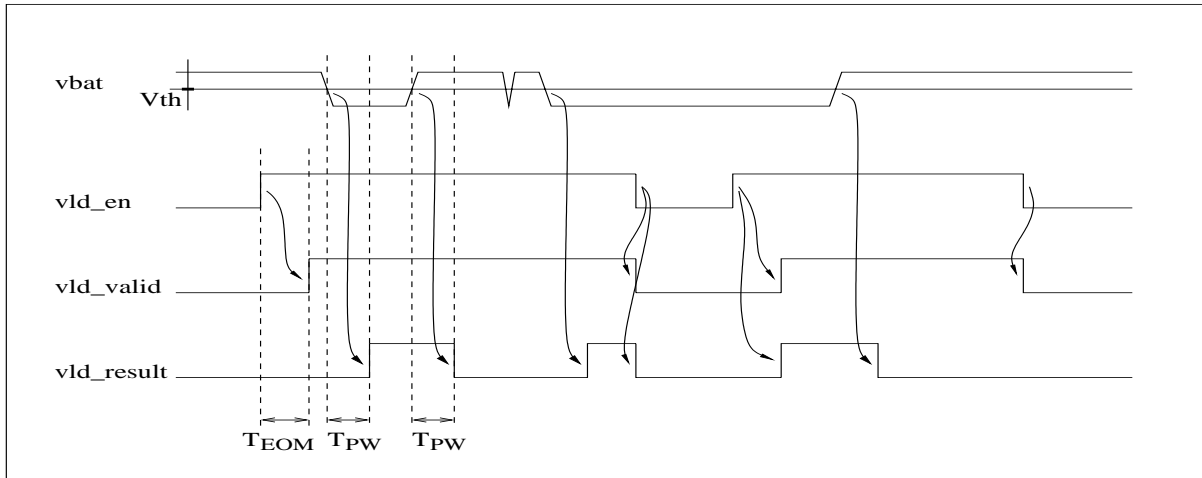 vbat
Vth
vld_en
vld_valid
vld_result
TEOM TPW TPW